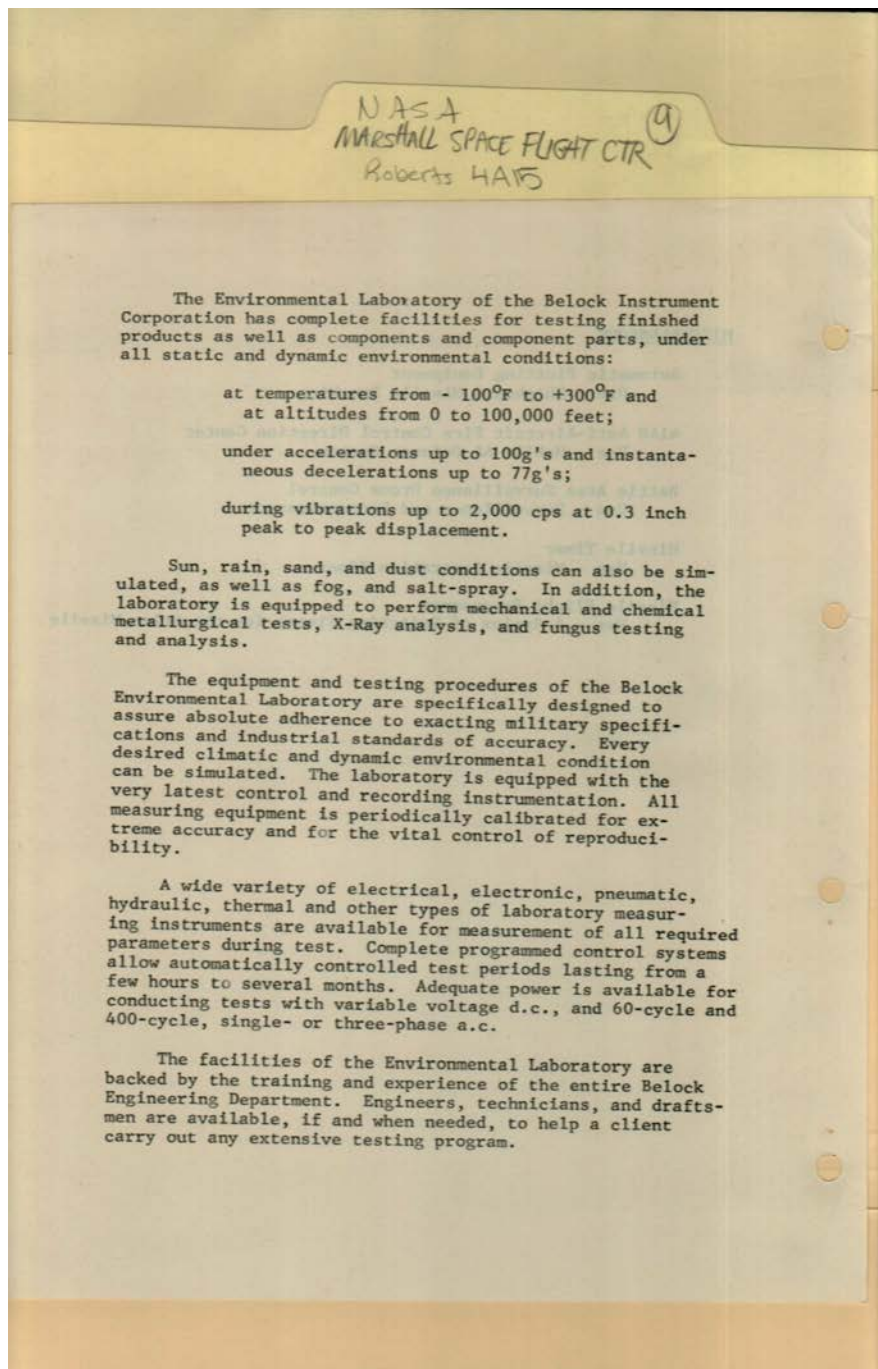 NASA
MARSHALL SPACE FLIGHT CTR 9
Roberts 4A15
The Environmental Laboratory of the Belock Instrument
Corporation has complete facilities for testing finished
products as well as components and component parts, under
all static and dynamic environmental conditions:
at temperatures from - 100°F to +300°F and
at altitudes from 0 to 100,000 feet;
under accelerations up to 100g's and instanta-
neous decelerations up to 77g's;
during vibrations up to 2,000 cps at 0.3 inch
peak to peak displacement.
Sun, rain, sand, and dust conditions can also be sim-
ulated, as well as fog, and salt-spray. In addition, the
laboratory is equipped to perform mechanical and chemical
metallurgical tests, X-Ray analysis, and fungus testing
and analysis.
The equipment and testing procedures of the Belock
Environmental Laboratory are specifically designed to
assure absolute adherence to exacting military specifi-
cations and industrial standards of accuracy. Every
desired climatic and dynamic environmental condition
can be simulated. The laboratory is equipped with the
very latest control and recording instrumentation. All
measuring equipment is periodically calibrated for ex-
treme accuracy and for the vital control of reproduci-
bility.
A wide variety of electrical, electronic, pneumatic,
hydraulic, thermal and other types of laboratory measur-
ing instruments are available for measurement of all required
parameters during test. Complete programmed control systems
allow automatically controlled test periods lasting from a
few hours to several months. Adequate power is available for
conducting tests with variable voltage d.c., and 60-cycle and
400-cycle, single- or three-phase a.c.
The facilities of the Environmental Laboratory are
backed by the training and experience of the entire Belock
Engineering Department. Engineers, technicians, and drafts-
men are available, if and when needed, to help a client
carry out any extensive testing program.